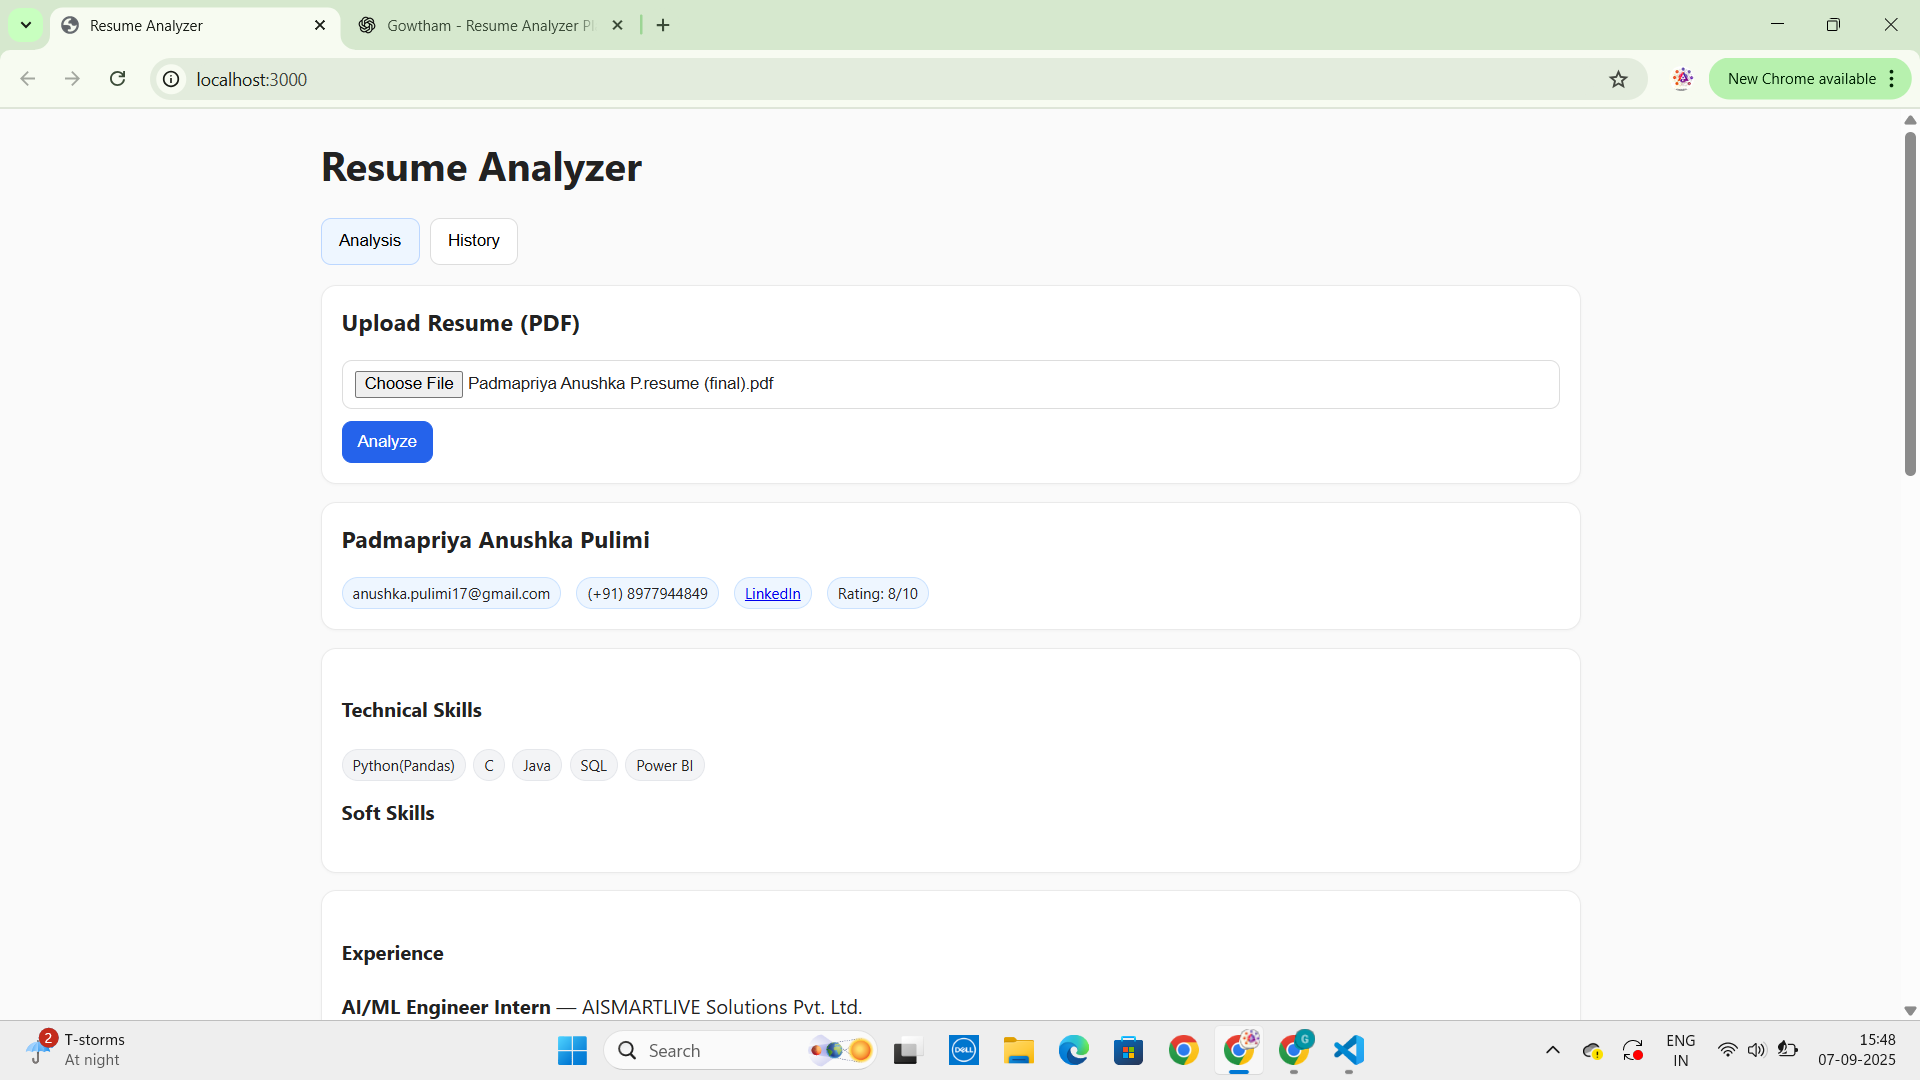 Resume Analyzer
Gowtham - Resume Analyzer Pl
localhost:3000
New Chrome available
Resume Analyzer
Analysis
History
Upload Resume (PDF)
Choose File Padmapriya Anushka P.resume (final).pdf
Analyze
Padmapriya Anushka Pulimi
anushka.pulimi17@gmail.com (+91) 8977944849 LinkedIn Rating: 8/10
Technical Skills
Python(Pandas) C Java SQL Power BI
Soft Skills
Experience
AI/ML Engineer Intern — AISMARTLIVE Solutions Pvt. Ltd.
2
T-storms
At night
Search
DELL
G
ENG
IN
15:48
07-09-2025